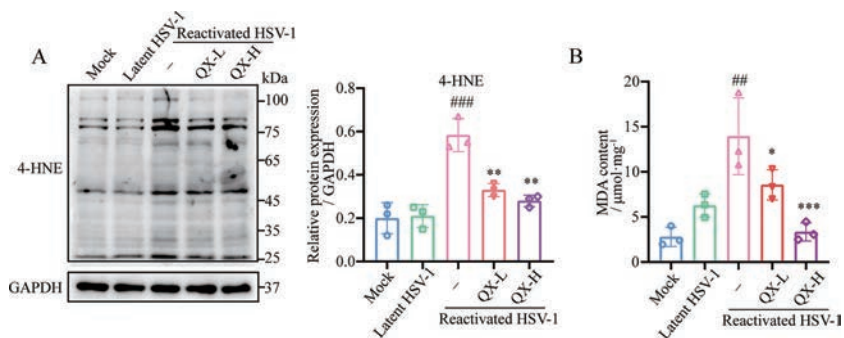 A
Reactivated HSV-1
Mock
Latent HSV-1
–
QX-L
QX-H
kDa
4-HNE
100
75
65
45
35
25
GAPDH
37
4-HNE
Relative protein expression
/ GAPDH
0.8
0.6
0.4
0.2
0.0
###
**
**
Mock
Latent HSV-1
–
QX-L
QX-H
Reactivated HSV-1
B
MDA content
/ μmol·mg⁻¹
20
15
10
5
0
##
*
***
Mock
Latent HSV-1
–
QX-L
QX-H
Reactivated HSV-1